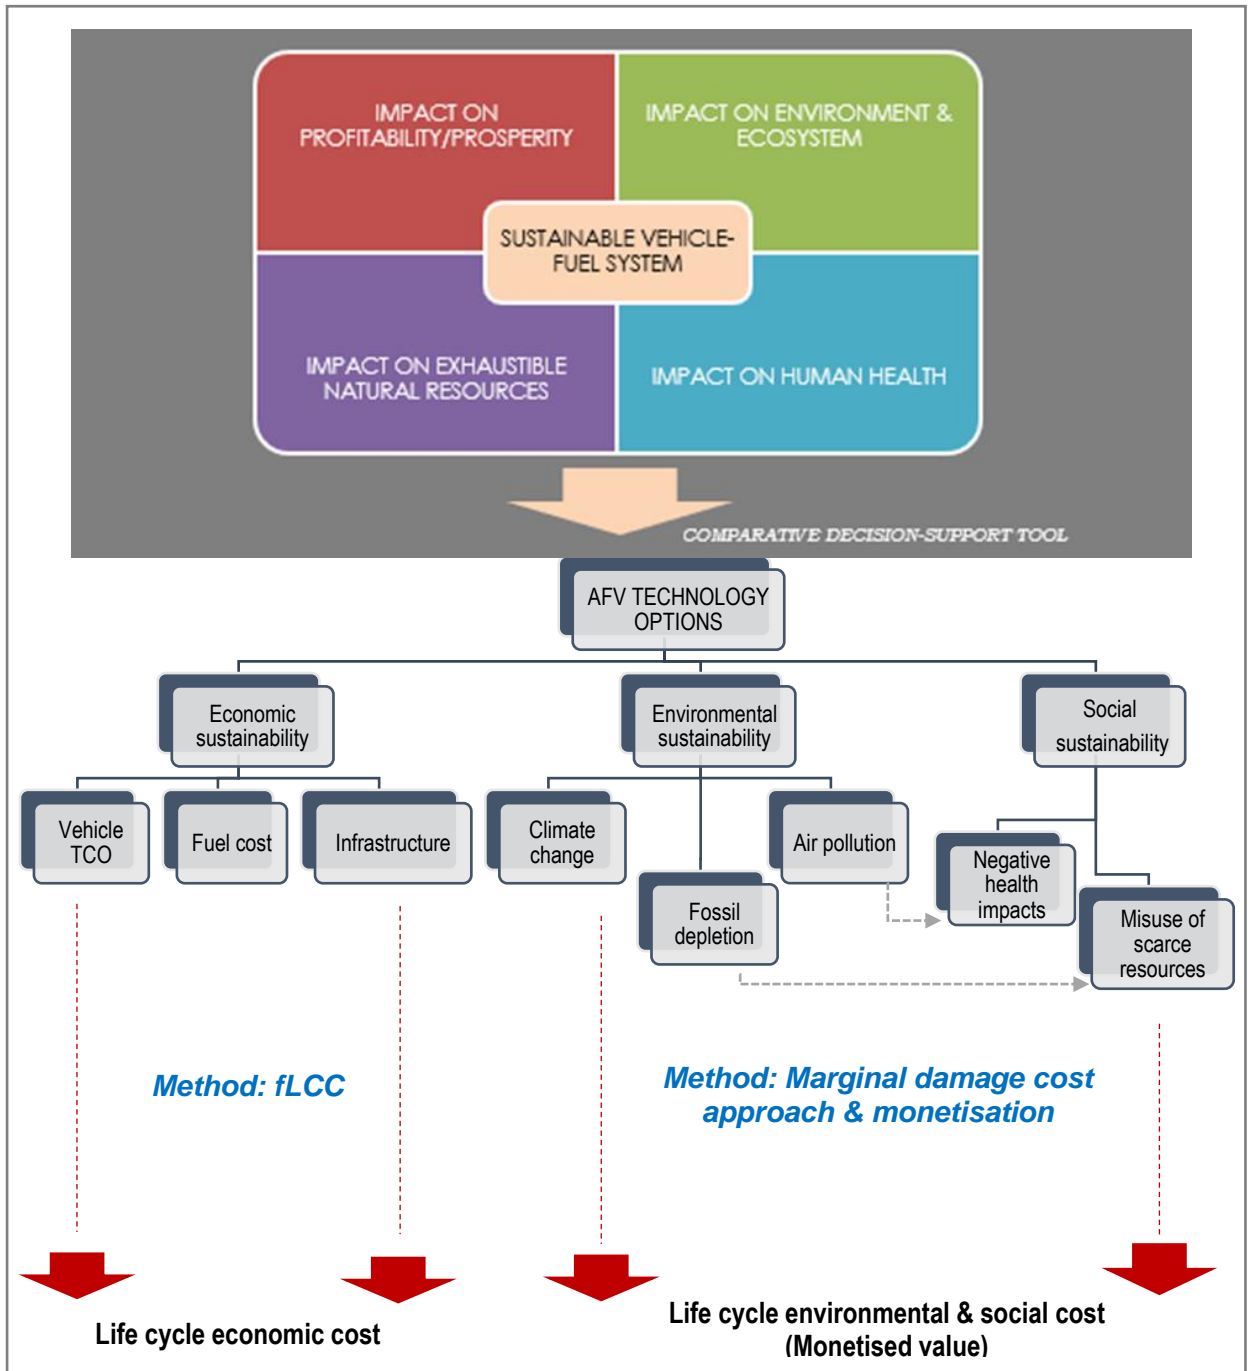 IMPACT ON
PROFITABILITY/PROSPERITY
IMPACT ON ENVIRONMENT &
ECOSYSTEM
SUSTAINABLE VEHICLE-
FUEL SYSTEM
IMPACT ON EXHAUSTIBLE
NATURAL RESOURCES
IMPACT ON HUMAN HEALTH
COMPARATIVE DECISION-SUPPORT TOOL
AFV TECHNOLOGY
OPTIONS
Economic
sustainability
Environmental
sustainability
Social
sustainability
Vehicle
TCO
Fuel cost
Infrastructure
Climate
change
Air pollution
Negative
health
impacts
Fossil
depletion
Misuse of
scarce
resources
Method: fLCC
Method: Marginal damage cost
approach & monetisation
Life cycle economic cost
Life cycle environmental & social cost
(Monetised value)